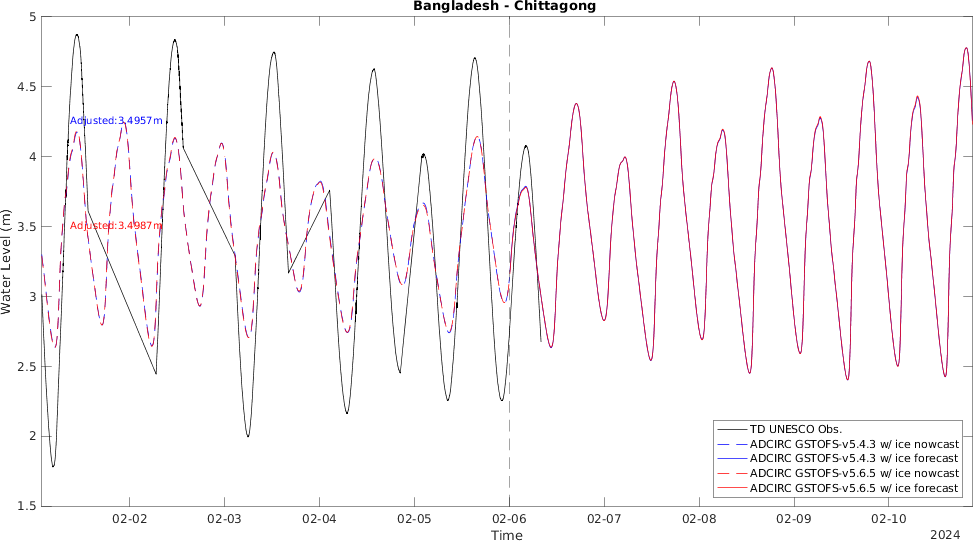 Bangladesh - Chittagong
5
4.5
4
3.5
3
2.5
2
1.5
Water Level (m)
Adjusted:3.4957m
Adjusted:3.4987m
TD UNESCO Obs.
ADCIRC GSTOFS-v5.4.3 w/ ice nowcast
ADCIRC GSTOFS-v5.4.3 w/ ice forecast
ADCIRC GSTOFS-v5.6.5 w/ ice nowcast
ADCIRC GSTOFS-v5.6.5 w/ ice forecast
02-02 02-03 02-04 02-05 02-06 02-07 02-08 02-09 02-10
Time
2024